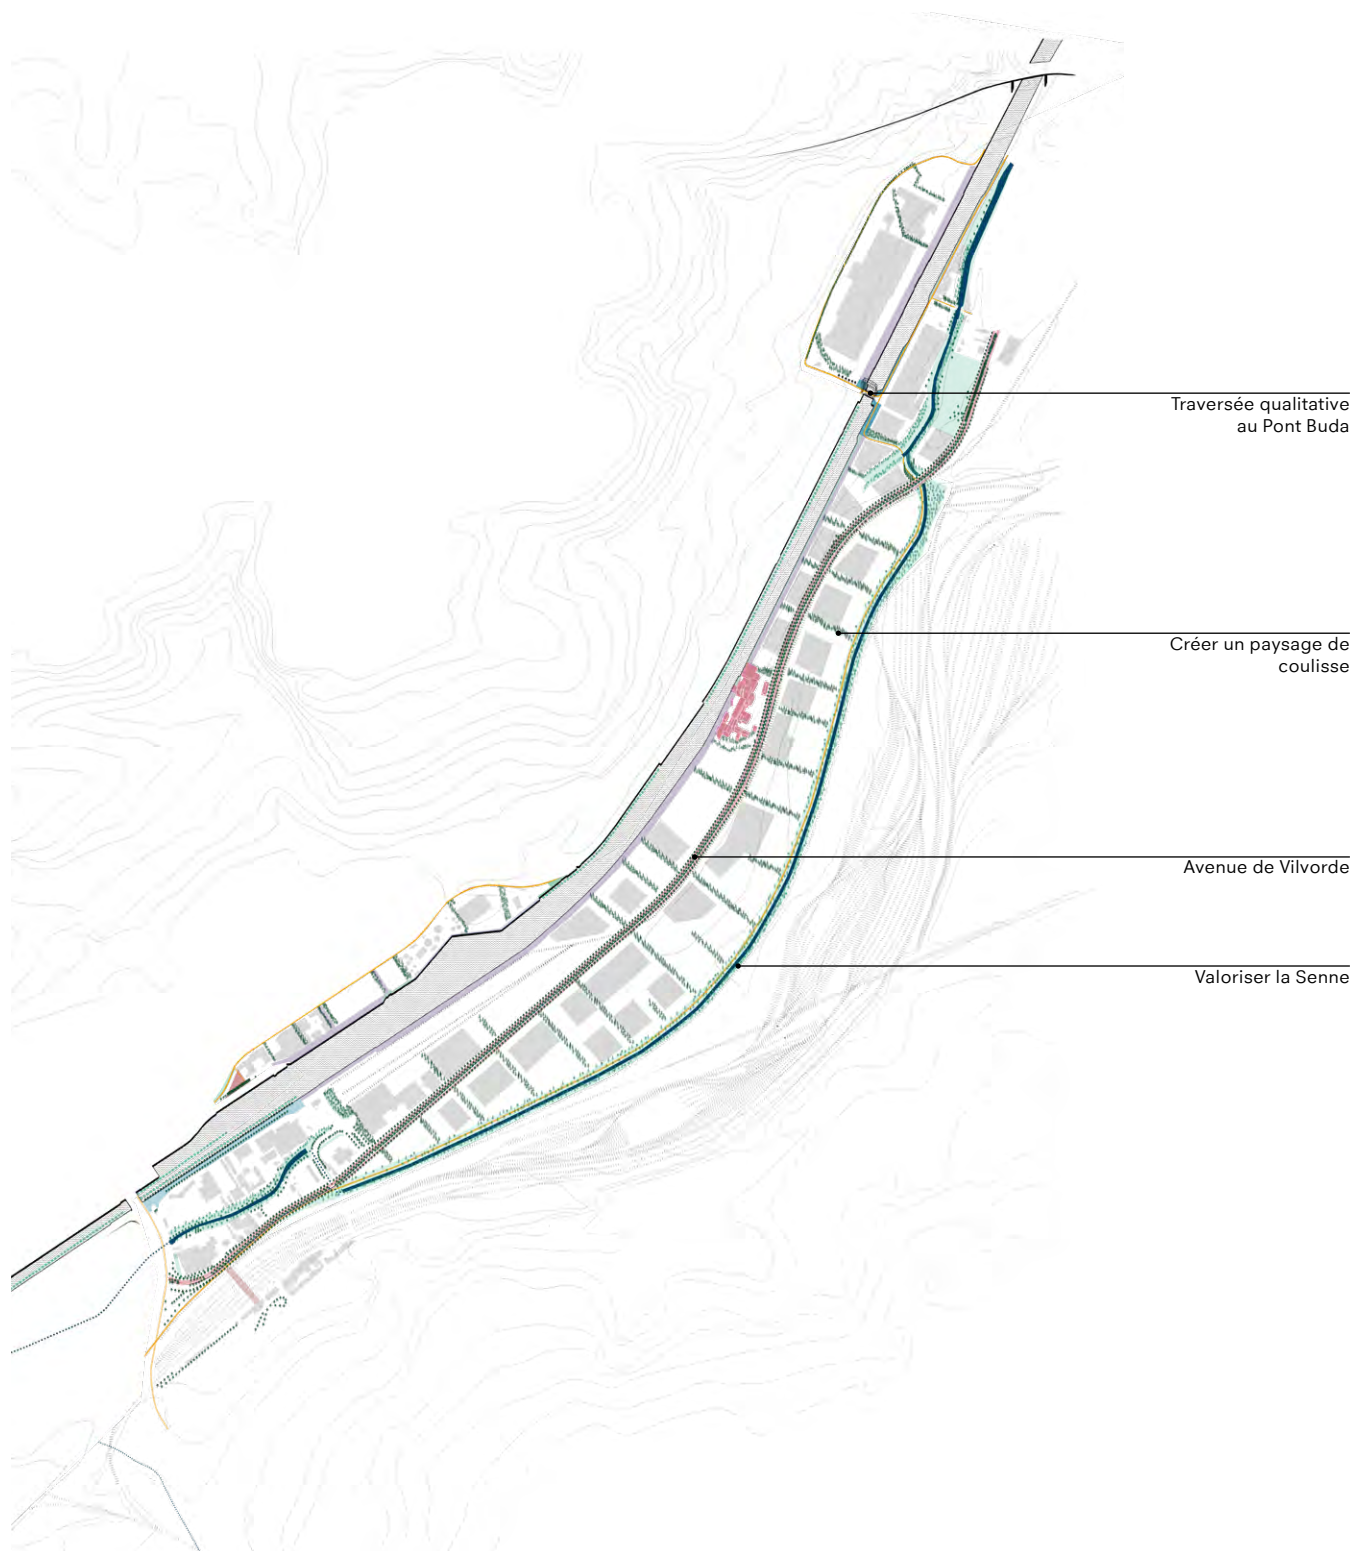 Traversée qualitative
au Pont Buda
Créer un paysage de
coulisse
Avenue de Vilvorde
Valoriser la Senne